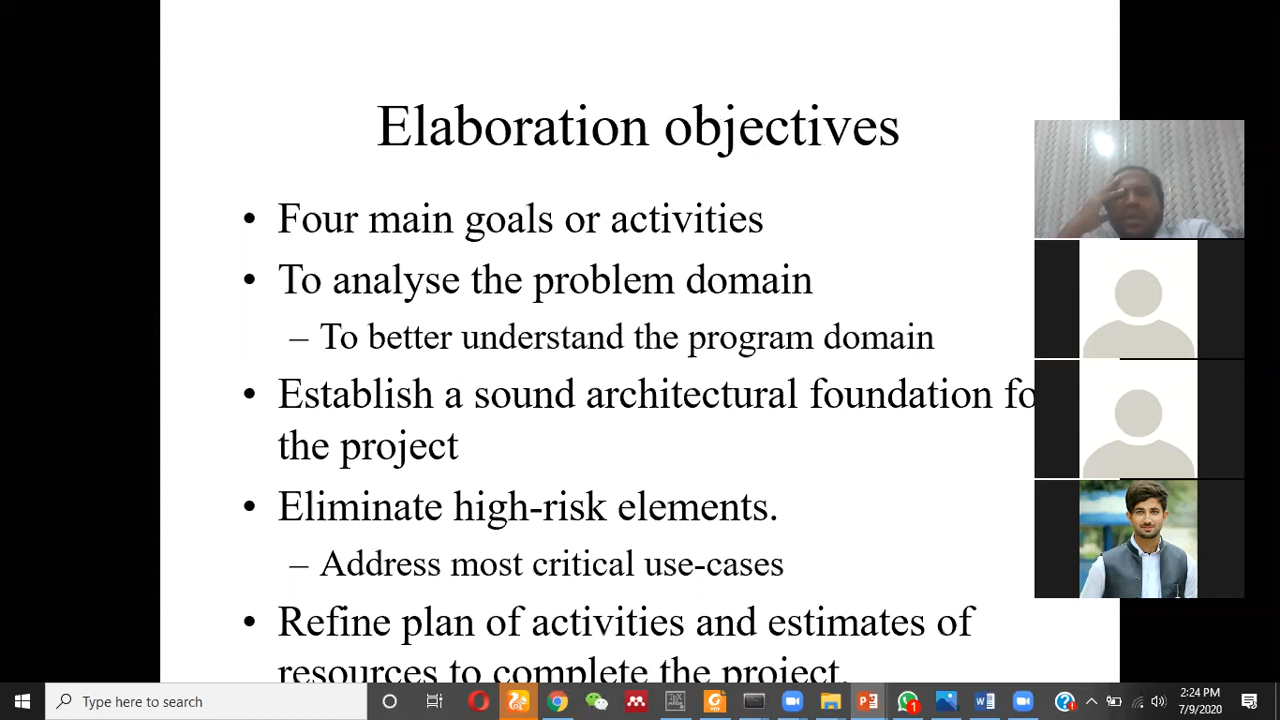 Elaboration objectives
• Four main goals or activities
• To analyse the problem domain
– To better understand the program domain
• Establish a sound architectural foundation fo
the project
• Eliminate high-risk elements.
– Address most critical use-cases
• Refine plan of activities and estimates of
resources to complete the project.
Type here to search
2:24 PM
7/9/2020